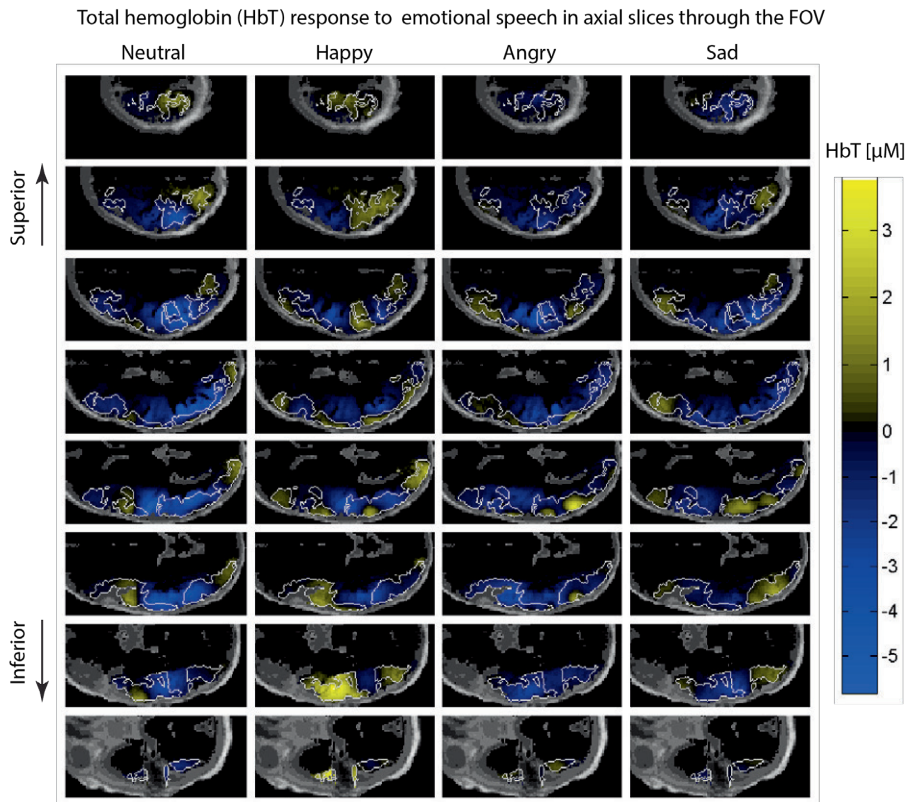 Total hemoglobin (HbT) response to emotional speech in axial slices through the FOV
Neutral Happy Angry Sad
HbT [µM]
Superior
3
2
1
0
-1
-2
-3
-4
-5
Inferior